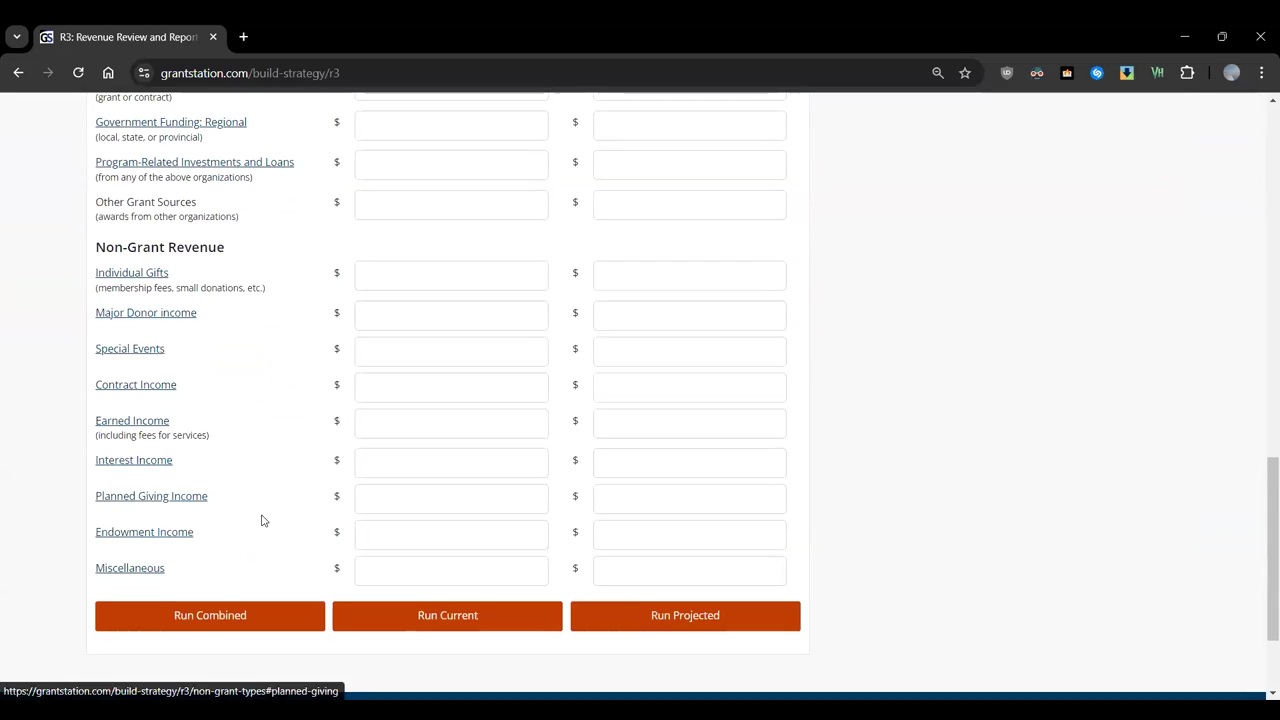 R3: Revenue Review and Report
grantstation.com/build-strategy/r3
(grant or contract)
Government Funding: Regional $ $
(local, state, or provincial)
Program-Related Investments and Loans $ $
(from any of the above organizations)
Other Grant Sources $ $
(awards from other organizations)
Non-Grant Revenue
Individual Gifts $ $
(membership fees, small donations, etc.)
Major Donor income $ $
Special Events $ $
Contract Income $ $
Earned Income $ $
(including fees for services)
Interest Income $ $
Planned Giving Income $ $
Endowment Income $ $
Miscellaneous $ $
Run Combined Run Current Run Projected
https://grantstation.com/build-strategy/r3/non-grant-types#planned-giving